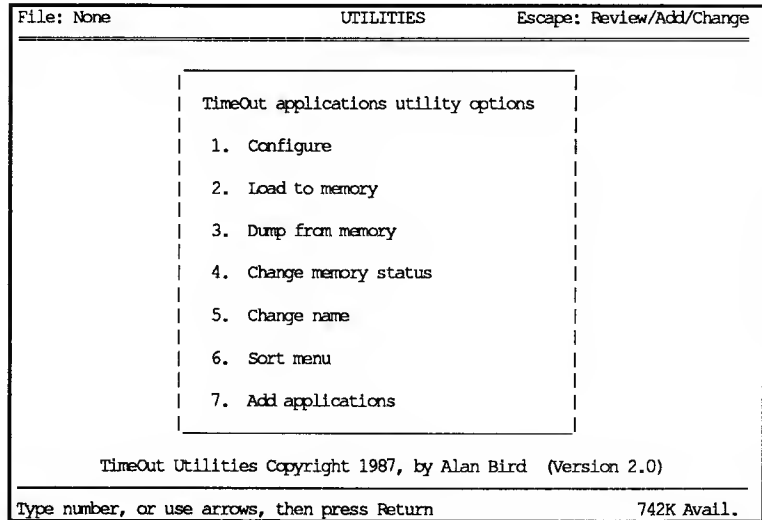 File: None UTILITIES Escape: Review/Add/Change
TimeOut applications utility options
1. Configure
2. Load to memory
3. Dump from memory
4. Change memory status
5. Change name
6. Sort menu
7. Add applications
TimeOut Utilities Copyright 1987, by Alan Bird (Version 2.0)
Type number, or use arrows, then press Return 742K Avail.